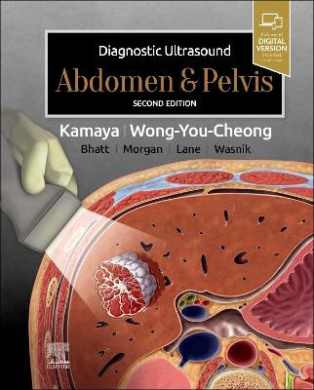 DIGITAL
VERSION
Diagnostic Ultrasound
Abdomen & Pelvis
SECOND EDITION
Kamaya | Wong-You-Cheong
Bhatt | Morgan | Lane | Wasnik
ELSEVIER